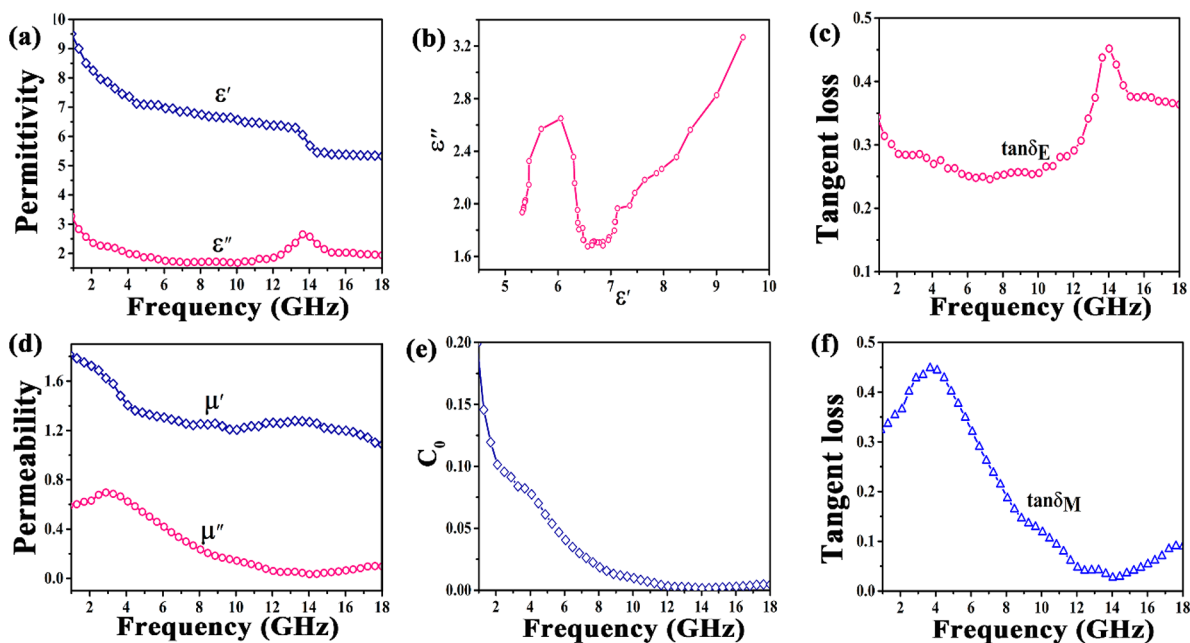 (a)
Permittivity
10
9
8
7
6
5
4
3
2
ε′
ε″
2 4 6 8 10 12 14 16 18
Frequency (GHz)
(b)
ε″
3.2
2.8
2.4
2.0
1.6
5 6 7 8 9 10
ε′
(c)
Tangent loss
0.5
0.4
0.3
0.2
0.1
tanδE
2 4 6 8 10 12 14 16 18
Frequency (GHz)
(d)
Permeability
1.6
1.2
0.8
0.4
0.0
μ′
μ″
2 4 6 8 10 12 14 16 18
Frequency (GHz)
(e)
C0
0.20
0.15
0.10
0.05
0.00
2 4 6 8 10 12 14 16 18
Frequency (GHz)
(f)
Tangent loss
0.5
0.4
0.3
0.2
0.1
0.0
tanδM
2 4 6 8 10 12 14 16 18
Frequency (GHz)